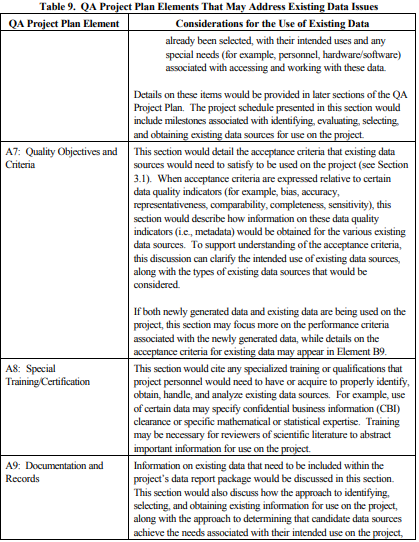 Table 9. QA Project Plan Elements That May Address Existing Data Issues
QA Project Plan Element
Considerations for the Use of Existing Data
already been selected, with their intended uses and any
special needs (for example, personnel, hardware/software)
associated with accessing and working with these data.
Details on these items would be provided in later sections of the QA
Project Plan. The project schedule presented in this section would
include milestones associated with identifying, evaluating, selecting,
and obtaining existing data sources for use on the project.
A7: Quality Objectives and
Criteria
This section would detail the acceptance criteria that existing data
sources would need to satisfy to be used on the project (see Section
3.1). When acceptance criteria are expressed relative to certain
data quality indicators (for example, bias, accuracy,
representativeness, comparability, completeness, sensitivity), this
section would describe how information on these data quality
indicators (i.e., metadata) would be obtained for the various existing
data sources. To support understanding of the acceptance criteria,
this discussion can clarify the intended use of existing data sources,
along with the types of existing data sources that would be
considered.
If both newly generated data and existing data are being used on the
project, this section may focus more on the performance criteria
associated with the newly generated data, while details on the
acceptance criteria for existing data may appear in Element B9.
A8: Special
Training/Certification
This section would cite any specialized training or qualifications that
project personnel would need to have or acquire to properly identify,
obtain, handle, and analyze existing data sources. For example, use
of certain data may specify confidential business information (CBI)
clearance or specific mathematical or statistical expertise. Training
may be necessary for reviewers of scientific literature to abstract
important information for use on the project.
A9: Documentation and
Records
Information on existing data that need to be included within the
project's data report package would be discussed in this section.
This section would also discuss how the approach to identifying,
selecting, and obtaining existing information for use on the project,
along with the approach to determining that candidate data sources
achieve the needs associated with their intended use on the project,